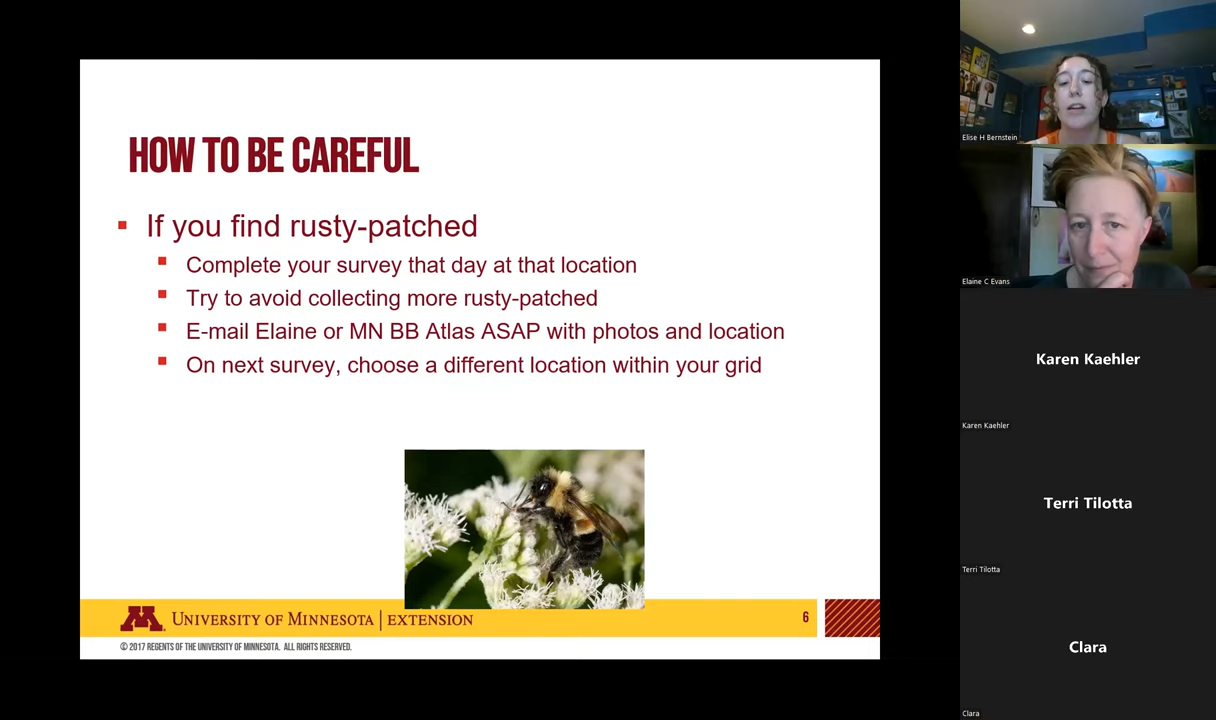 HOW TO BE CAREFUL
If you find rusty-patched
Complete your survey that day at that location
Try to avoid collecting more rusty-patched
E-mail Elaine or MN BB Atlas ASAP with photos and location
On next survey, choose a different location within your grid
M
UNIVERSITY OF MINNESOTA | EXTENSION
6
© 2017 REGENTS OF THE UNIVERSITY OF MINNESOTA. ALL RIGHTS RESERVED.
Elise H Bernstein
Elaine C Evans
Karen Kaehler
Karen Kaehler
Terri Tilotta
Terri Tilotta
Clara
Clara